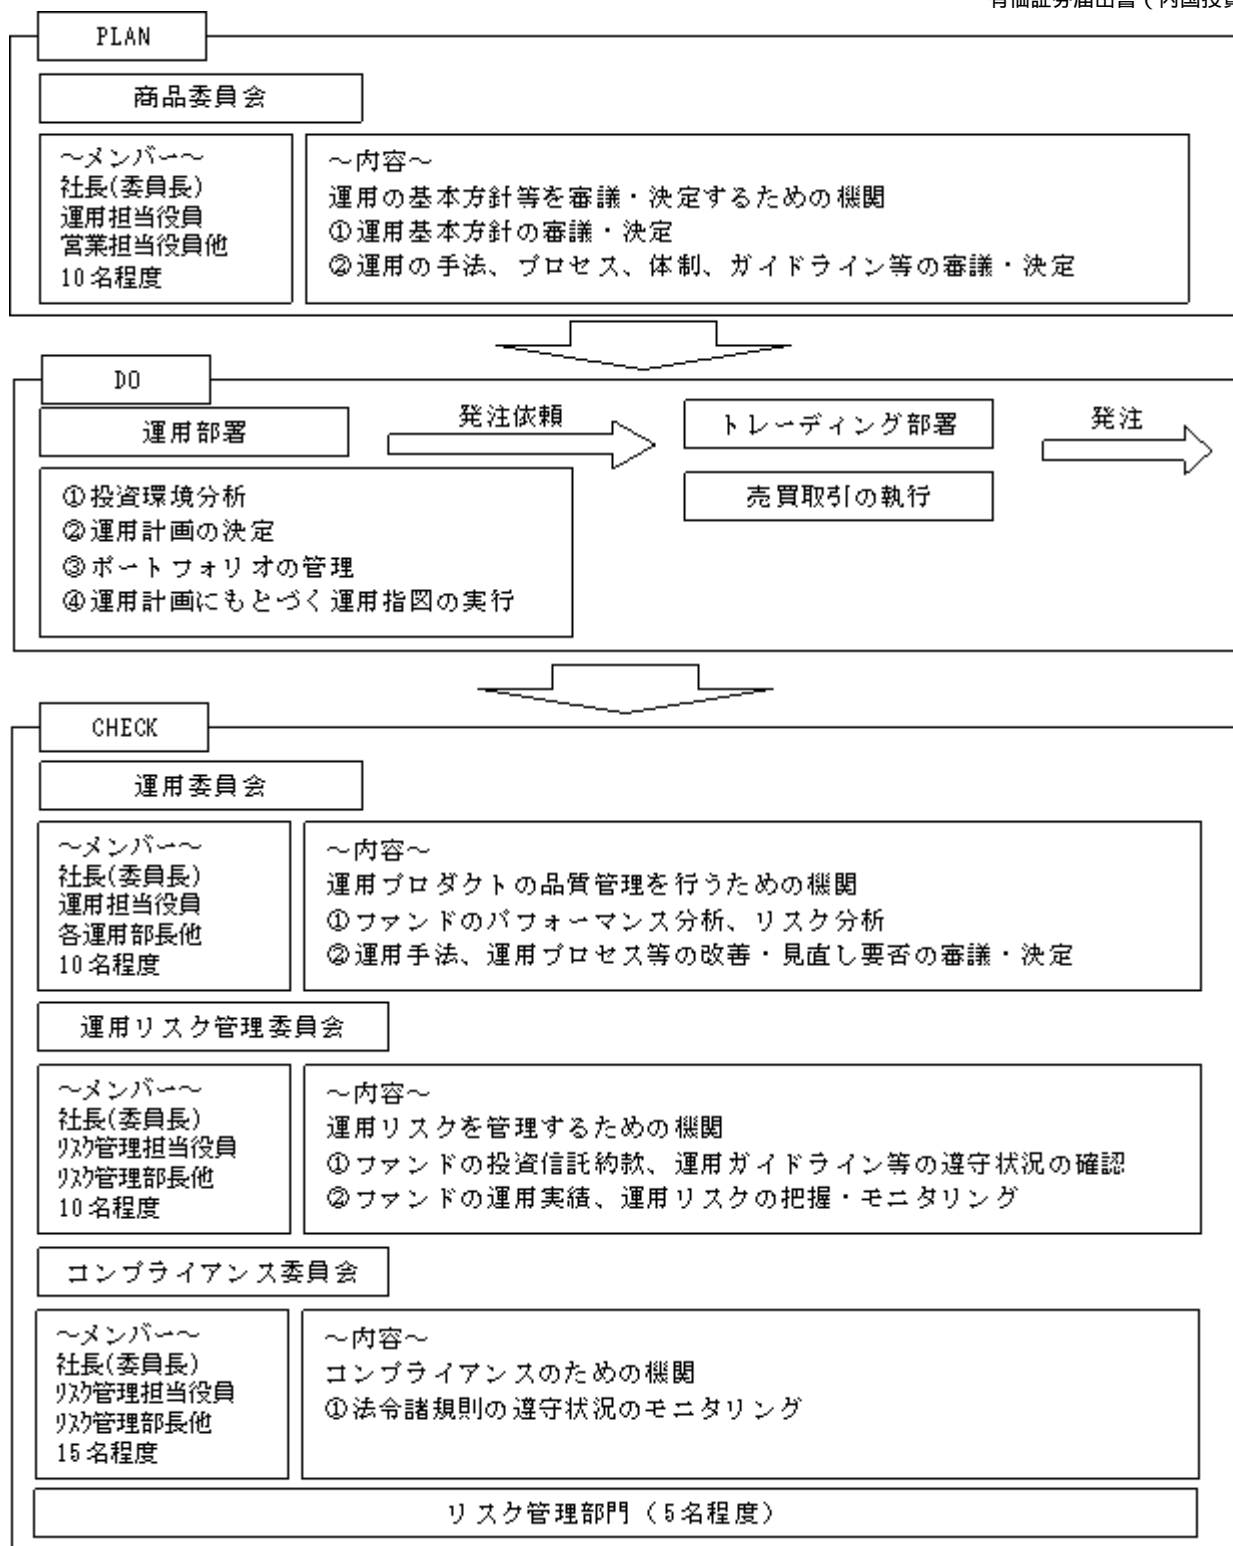 有価証券届出書（内国投資
PLAN
商品委員会
～メンバー～
社長(委員長)
運用担当役員
営業担当役員他
10名程度
～内容～
運用の基本方針等を審議・決定するための機関
①運用基本方針の審議・決定
②運用の手法、プロセス、体制、ガイドライン等の審議・決定
DO
運用部署
発注依頼
トレーディング部署
発注
売買取引の執行
①投資環境分析
②運用計画の決定
③ポートフォリオの管理
④運用計画にもとづく運用指図の実行
CHECK
運用委員会
～メンバー～
社長(委員長)
運用担当役員
各運用部長他
10名程度
～内容～
運用プロダクトの品質管理を行うための機関
①ファンドのパフォーマンス分析、リスク分析
②運用手法、運用プロセス等の改善・見直し要否の審議・決定
運用リスク管理委員会
～メンバー～
社長(委員長)
ﾘｽｸ管理担当役員
ﾘｽｸ管理部長他
10名程度
～内容～
運用リスクを管理するための機関
①ファンドの投資信託約款、運用ガイドライン等の遵守状況の確認
②ファンドの運用実績、運用リスクの把握・モニタリング
コンプライアンス委員会
～メンバー～
社長(委員長)
ﾘｽｸ管理担当役員
ﾘｽｸ管理部長他
15名程度
～内容～
コンプライアンスのための機関
①法令諸規則の遵守状況のモニタリング
リスク管理部門（5名程度）